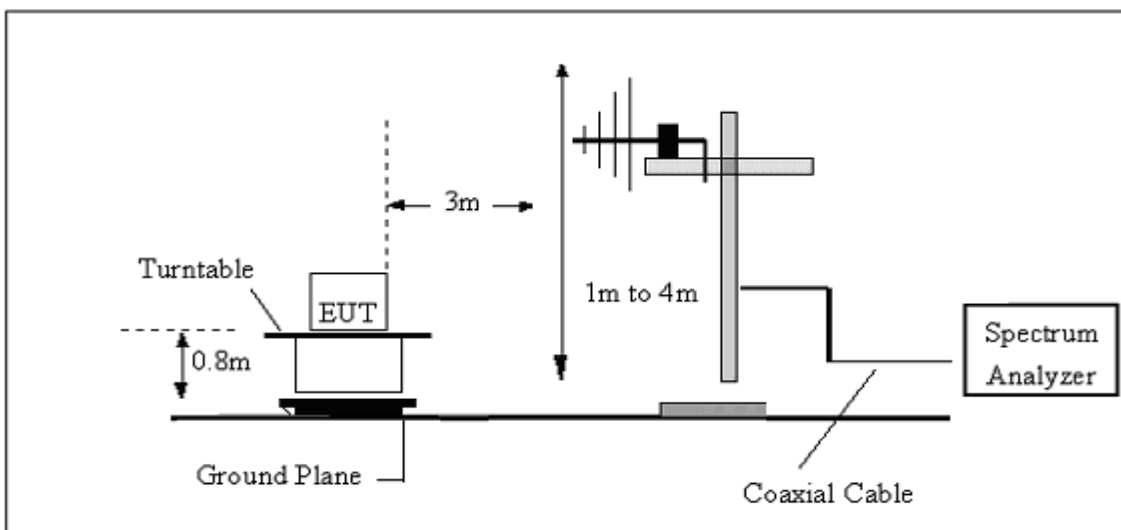 3m
Turntable
EUT
1m to 4m
0.8m
Spectrum
Analyzer
Ground Plane
Coaxial Cable